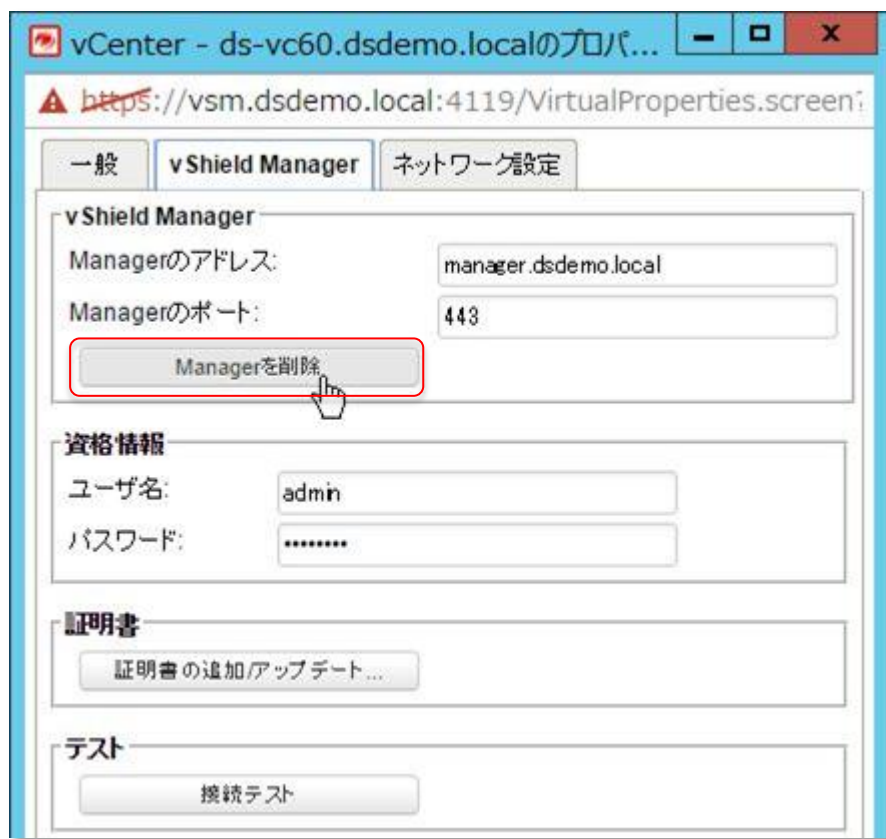 vCenter - ds-vc60.dsdemo.localのプロパ...
https://vsm.dsdemo.local:4119/VirtualProperties.screen?
一般 vShield Manager ネットワーク設定
vShield Manager
Managerのアドレス: manager.dsdemo.local
Managerのポート: 443
Managerを削除
資格情報
ユーザ名: admin
パスワード: ••••••••
証明書
証明書の追加/アップデート...
テスト
接続テスト